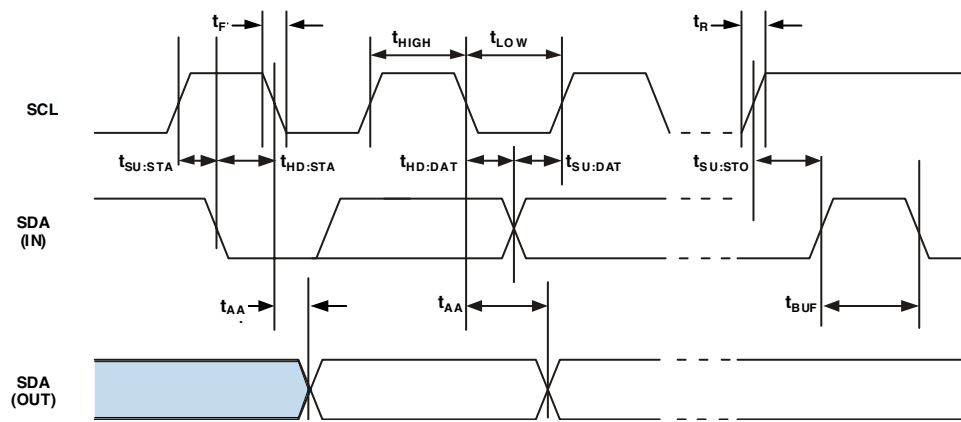 tF
tHIGH
tLOW
tR
SCL
tSU:STA
tHD:STA
tHD:DAT
tSU:DAT
tSU:STO
SDA
(IN)
tAA
tAA
tBUF
SDA
(OUT)